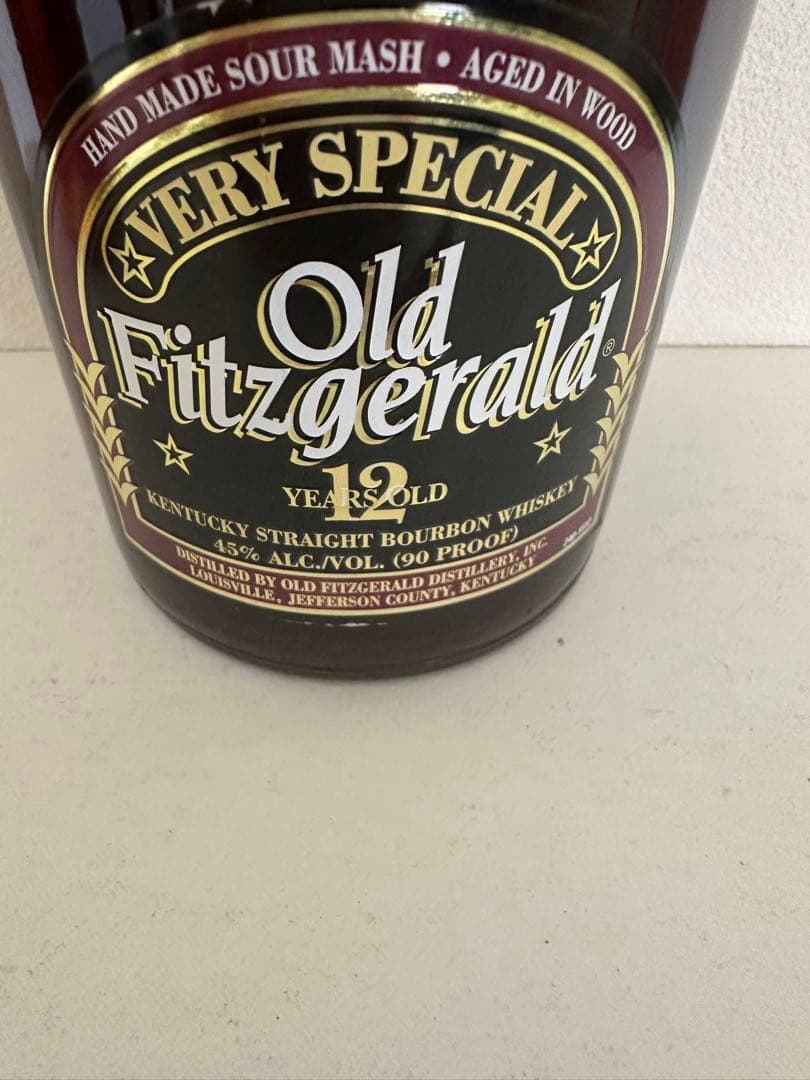 HAND MADE SOUR MASH • AGED IN WOOD
VERY SPECIAL
Old
Fitzgerald ®
12
YEARS OLD
KENTUCKY STRAIGHT BOURBON WHISKEY
45% ALC./VOL. (90 PROOF)
DISTILLED BY OLD FITZGERALD DISTILLERY, INC.
LOUISVILLE, JEFFERSON COUNTY, KENTUCKY